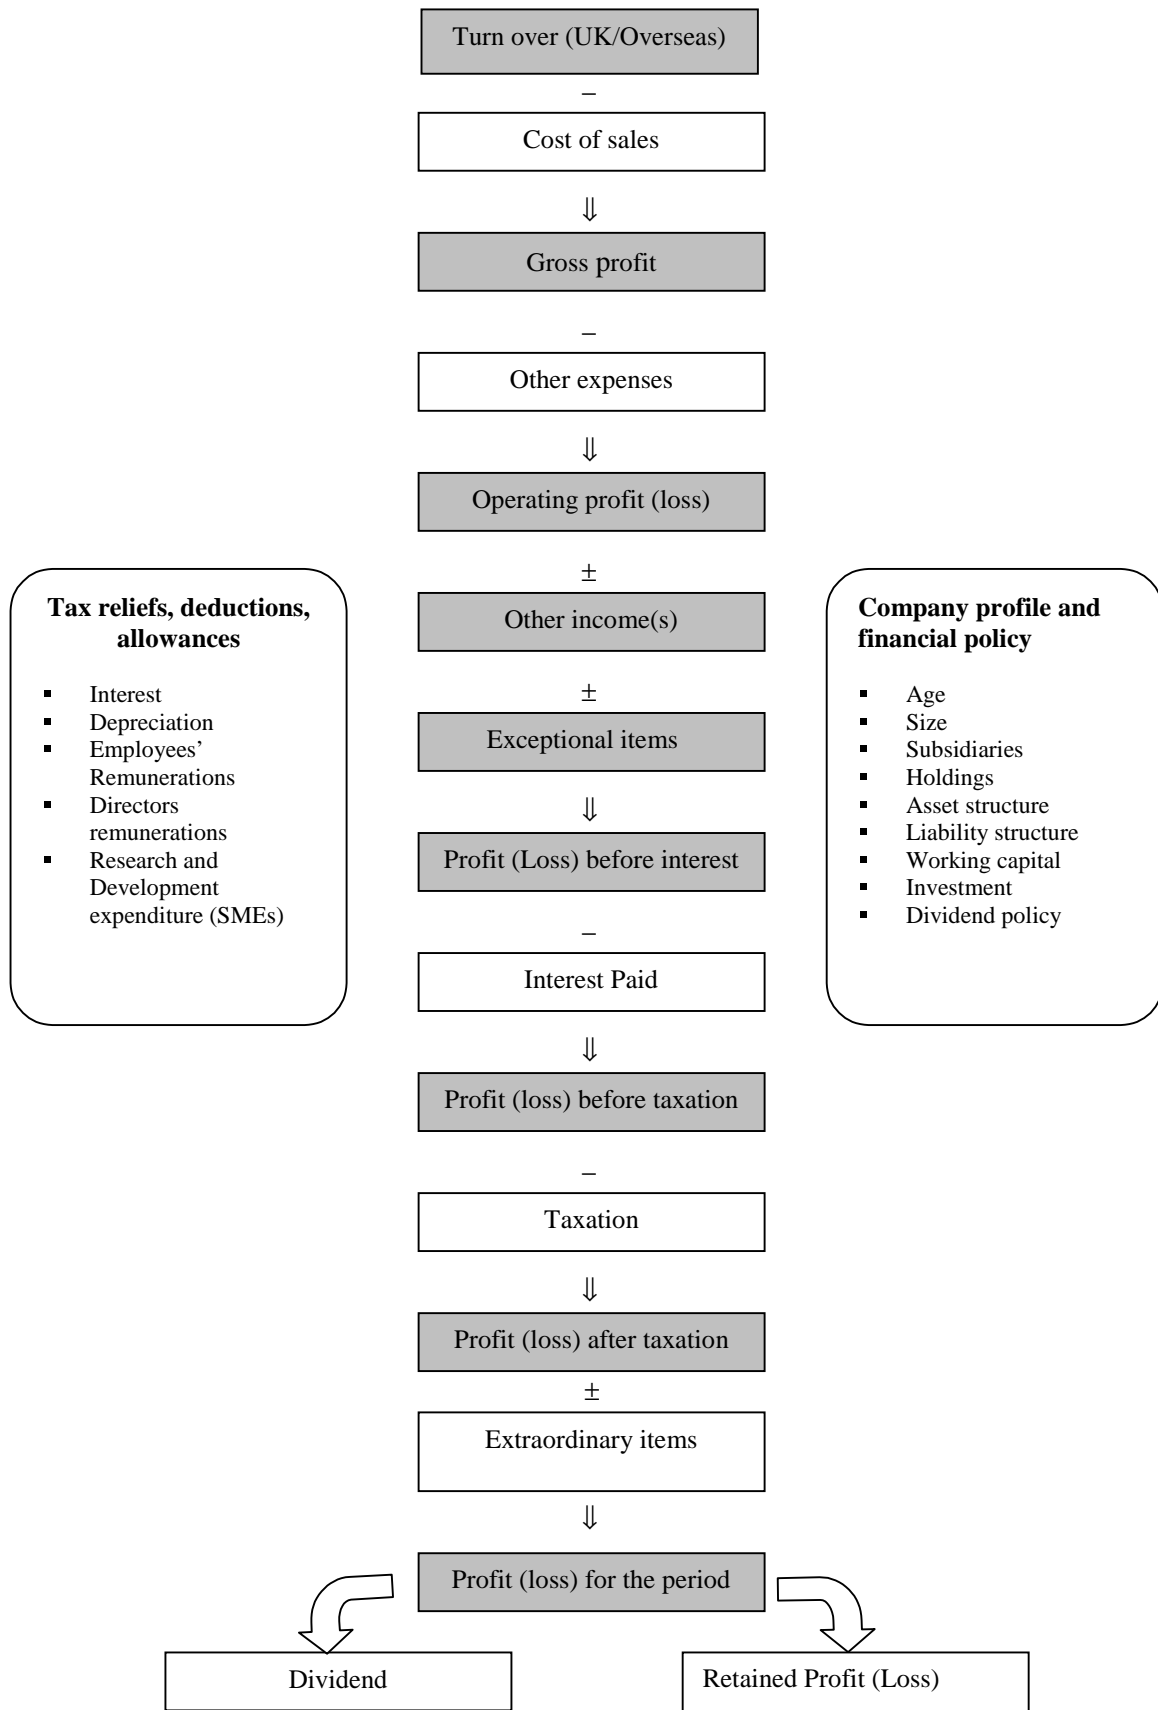 Turn over (UK/Overseas)
–
Cost of sales
⇓
Gross profit
–
Other expenses
⇓
Operating profit (loss)
±
Other income(s)
±
Exceptional items
⇓
Profit (Loss) before interest
–
Interest Paid
⇓
Profit (loss) before taxation
–
Taxation
⇓
Profit (loss) after taxation
±
Extraordinary items
⇓
Profit (loss) for the period
Dividend
Retained Profit (Loss)
Tax reliefs, deductions,
allowances
▪ Interest
▪ Depreciation
▪ Employees’
Remunerations
▪ Directors
remunerations
▪ Research and
Development
expenditure (SMEs)
Company profile and
financial policy
▪ Age
▪ Size
▪ Subsidiaries
▪ Holdings
▪ Asset structure
▪ Liability structure
▪ Working capital
▪ Investment
▪ Dividend policy